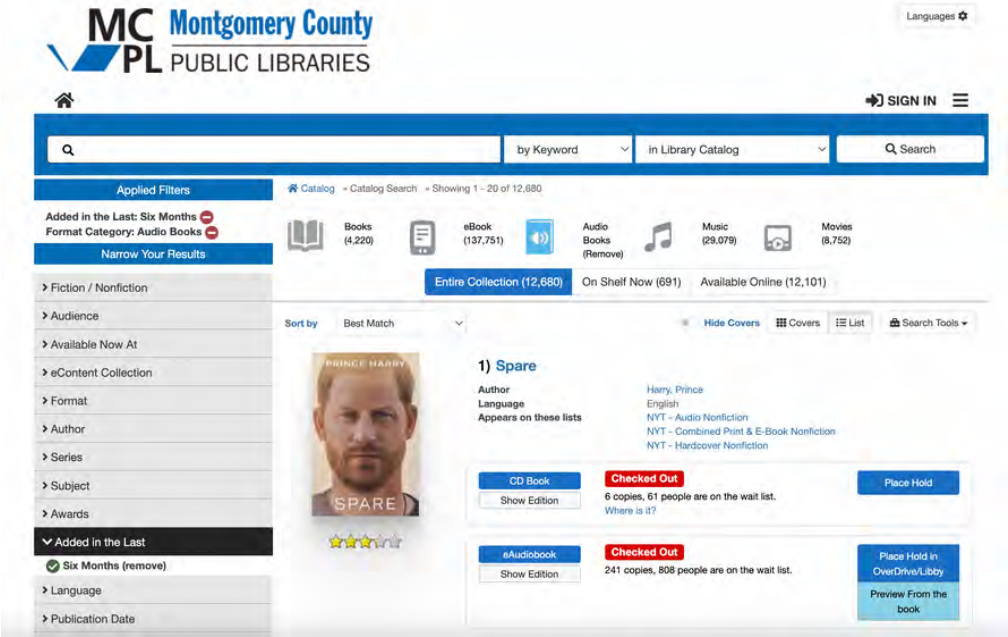 MC PL Montgomery County
PUBLIC LIBRARIES
Languages
SIGN IN
by Keyword
in Library Catalog
Search
Applied Filters
Added in the Last: Six Months
Format Category: Audio Books
Narrow Your Results
Fiction / Nonfiction
Audience
Available Now At
eContent Collection
Format
Author
Series
Subject
Awards
Added in the Last
Six Months (remove)
Language
Publication Date
Catalog » Catalog Search » Showing 1 - 20 of 12,680
Books
(4,220)
eBook
(137,751)
Audio
Books
(Remove)
Music
(29,079)
Movies
(8,752)
Entire Collection (12,680)
On Shelf Now (691)
Available Online (12,101)
Sort by
Best Match
Hide Covers
Covers
List
Search Tools
PRINCE HARRY
SPARE
1) Spare
Author
Harry, Prince
Language
English
Appears on these lists
NYT - Audio Nonfiction
NYT - Combined Print & E-Book Nonfiction
NYT - Hardcover Nonfiction
CD Book
Show Edition
Checked Out
6 copies, 61 people are on the wait list.
Where is it?
Place Hold
eAudiobook
Show Edition
Checked Out
241 copies, 808 people are on the wait list.
Place Hold in
OverDrive/Libby
Preview From the
book